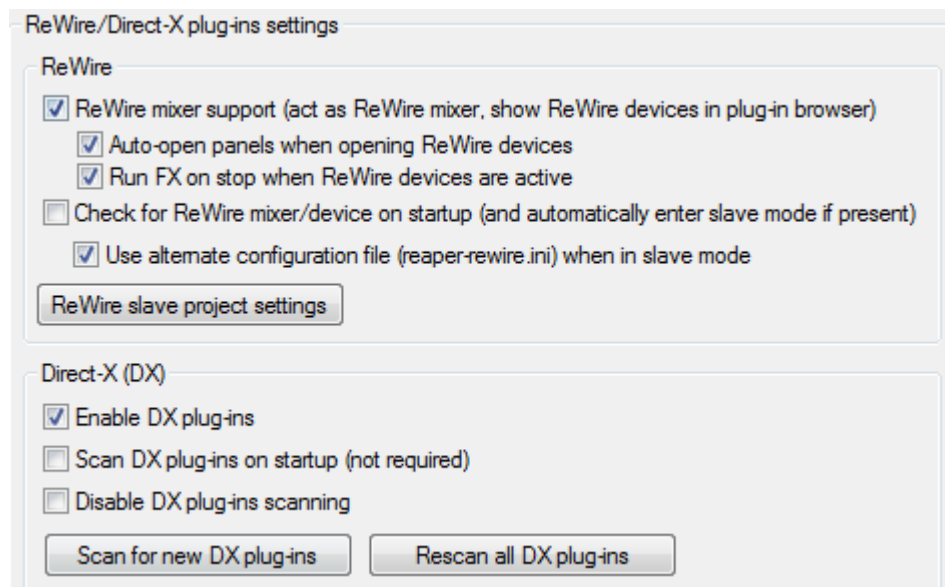 ReWire/Direct-X plug-ins settings
ReWire
ReWire mixer support (act as ReWire mixer, show ReWire devices in plug-in browser)
Auto-open panels when opening ReWire devices
Run FX on stop when ReWire devices are active
Check for ReWire mixer/device on startup (and automatically enter slave mode if present)
Use alternate configuration file (reaper-rewire.ini) when in slave mode
ReWire slave project settings
Direct-X (DX)
Enable DX plug-ins
Scan DX plug-ins on startup (not required)
Disable DX plug-ins scanning
Scan for new DX plug-ins Rescan all DX plug-ins